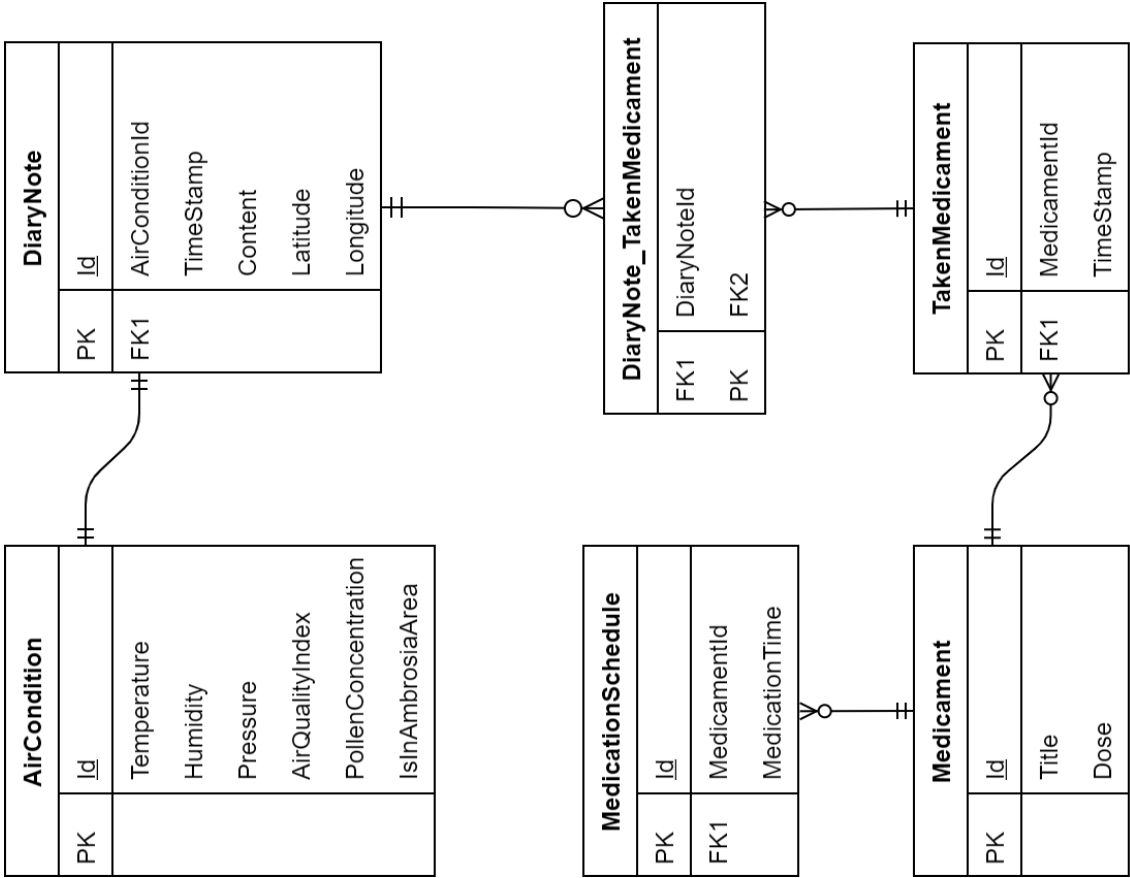 AirCondition
PK Id
Temperature
Humidity
Pressure
AirQualityIndex
PollenConcentration
IsInAmbrosiaArea
DiaryNote
PK Id
FK1 AirConditionId
TimeStamp
Content
Latitude
Longitude
MedicationSchedule
PK Id
FK1 MedicamentId
MedicationTime
DiaryNote_TakenMedicament
FK1 DiaryNoteId
PK FK2
Medicament
PK Id
Title
Dose
TakenMedicament
PK Id
FK1 MedicamentId
TimeStamp